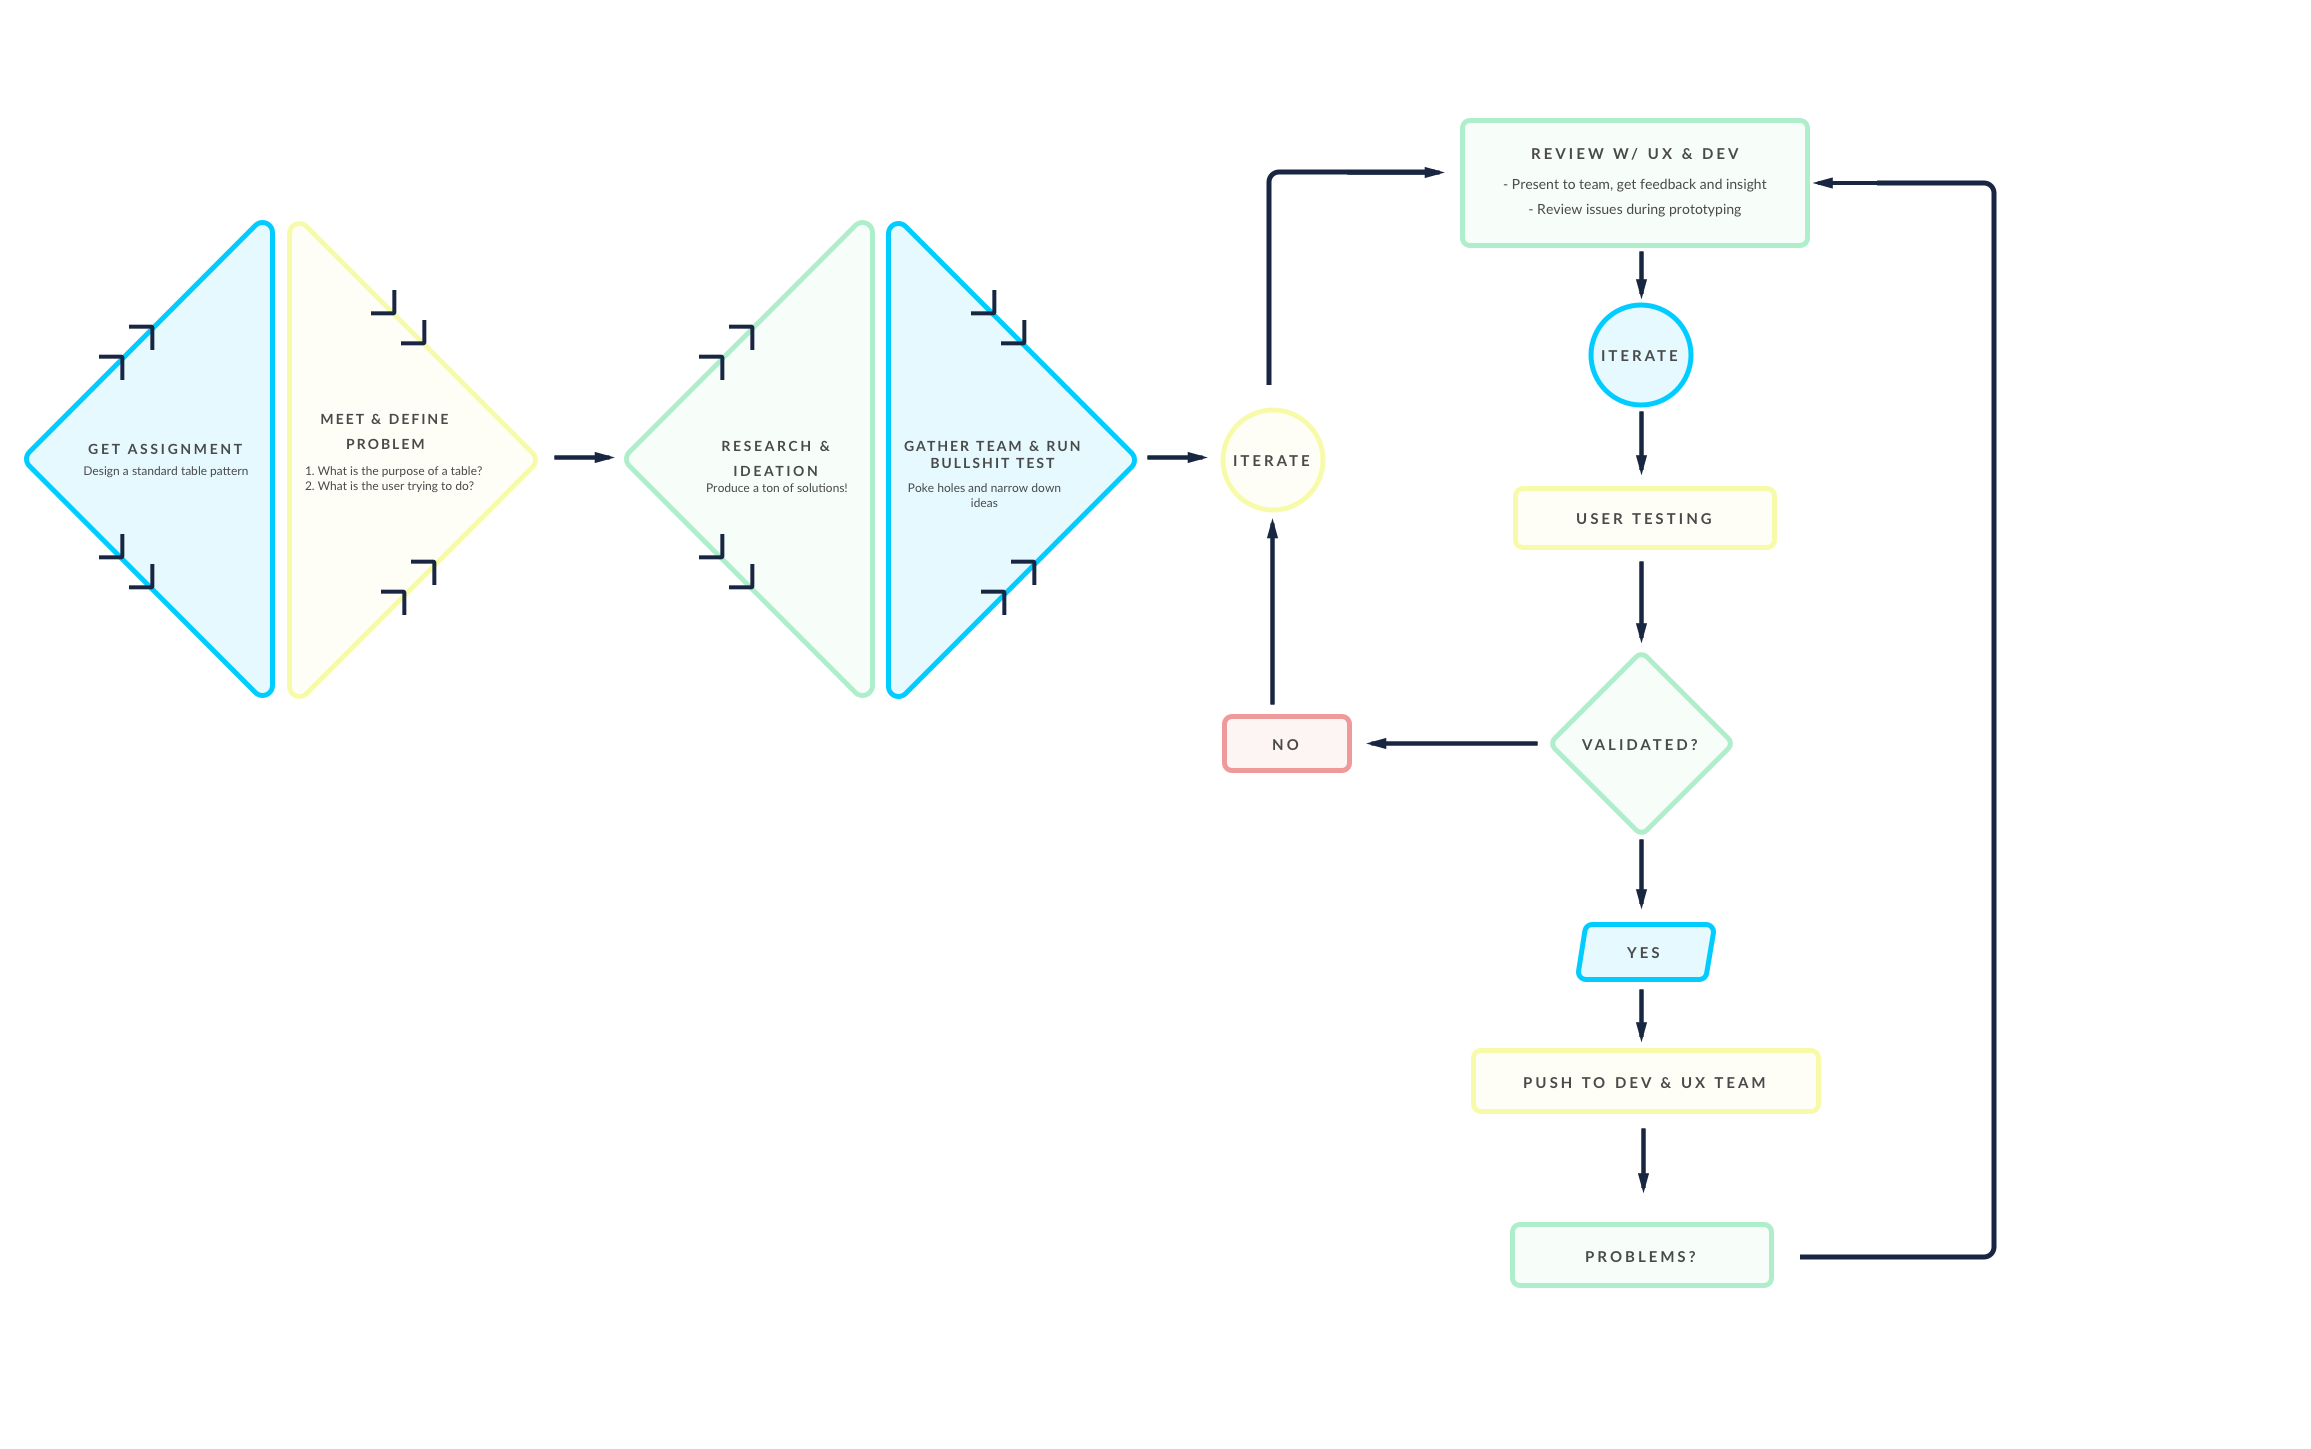 GET ASSIGNMENT
Design a standard table pattern
MEET & DEFINE
PROBLEM
1. What is the purpose of a table?
2. What is the user trying to do?
RESEARCH &
IDEATION
Produce a ton of solutions!
GATHER TEAM & RUN
BULLSHIT TEST
Poke holes and narrow down
ideas
ITERATE
REVIEW W/ UX & DEV
- Present to team, get feedback and insight
- Review issues during prototyping
ITERATE
USER TESTING
VALIDATED?
NO
YES
PUSH TO DEV & UX TEAM
PROBLEMS?